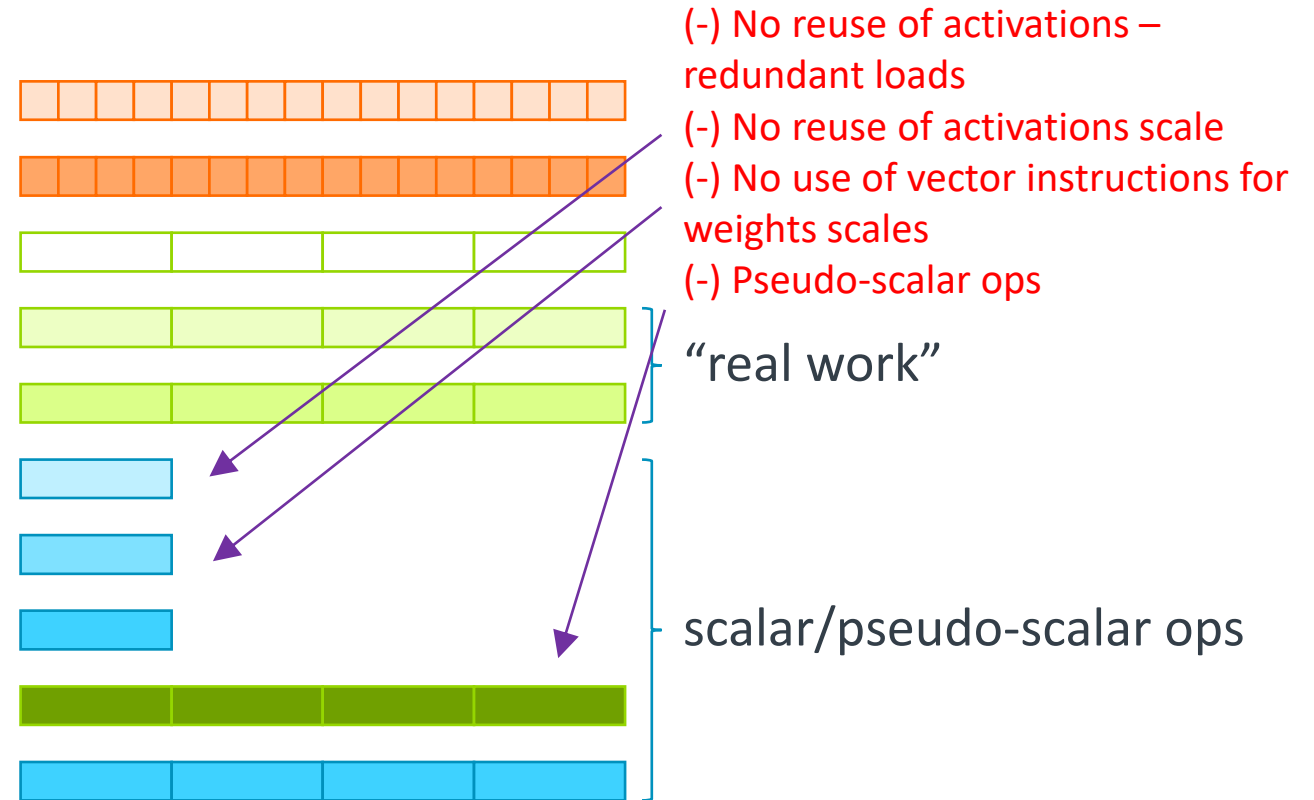 (-) No reuse of activations –
redundant loads
(-) No reuse of activations scale
(-) No use of vector instructions for
weights scales
(-) Pseudo-scalar ops
“real work”
scalar/pseudo-scalar ops